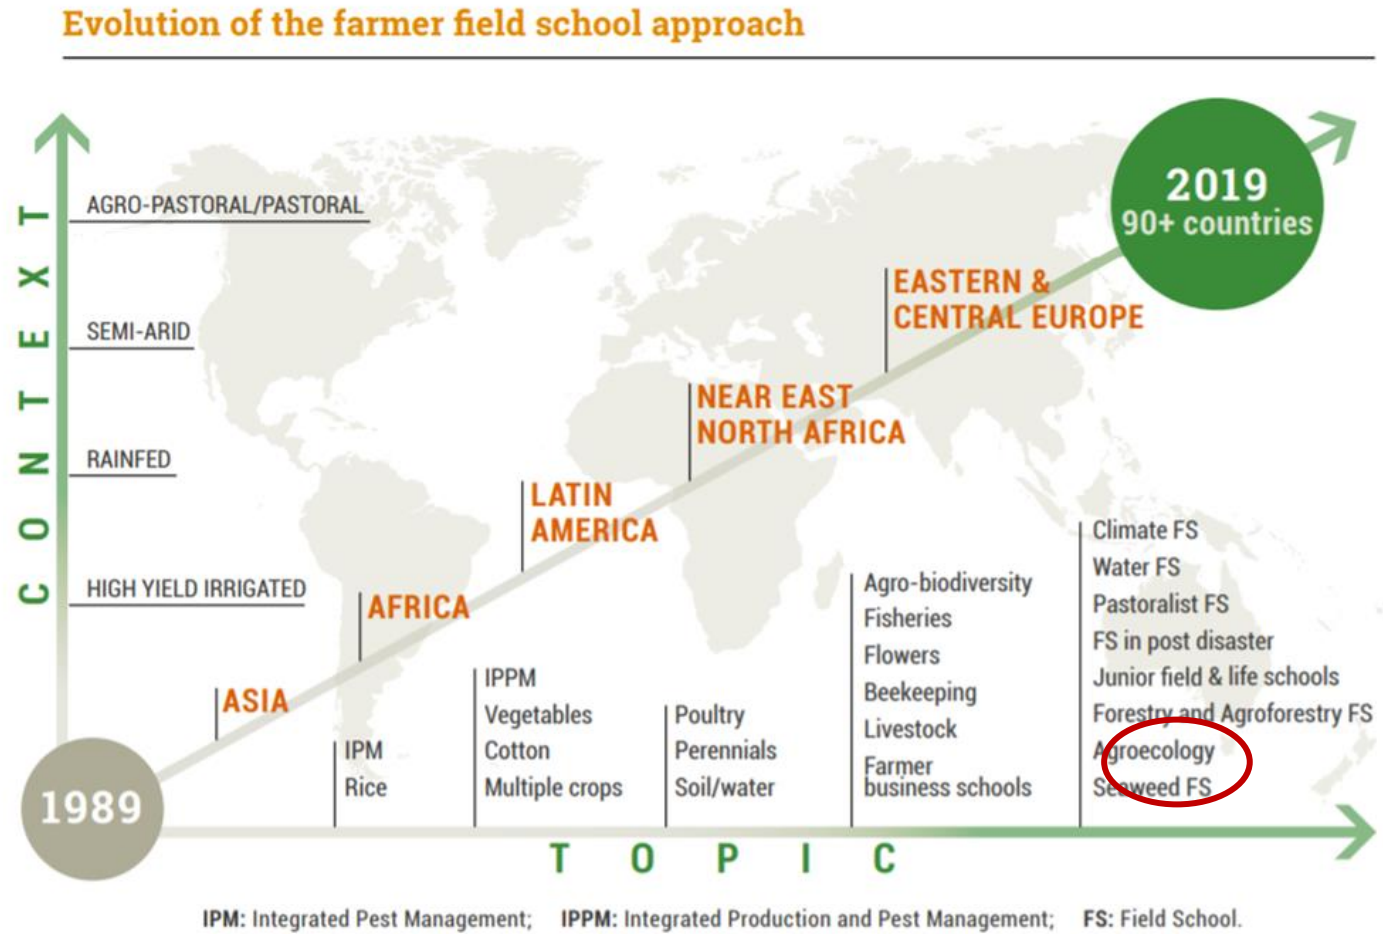 Evolution of the farmer field school approach
CONTEXT
AGRO-PASTORAL/PASTORAL
SEMI-ARID
RAINFED
HIGH YIELD IRRIGATED
1989
ASIA
AFRICA
LATIN
AMERICA
NEAR EAST
NORTH AFRICA
EASTERN &
CENTRAL EUROPE
2019
90+ countries
IPM
Rice
IPPM
Vegetables
Cotton
Multiple crops
Poultry
Perennials
Soil/water
Agro-biodiversity
Fisheries
Flowers
Beekeeping
Livestock
Farmer
business schools
Climate FS
Water FS
Pastoralist FS
FS in post disaster
Junior field & life schools
Forestry and Agroforestry FS
Agroecology
Seaweed FS
TOPIC
IPM: Integrated Pest Management; IPPM: Integrated Production and Pest Management; FS: Field School.